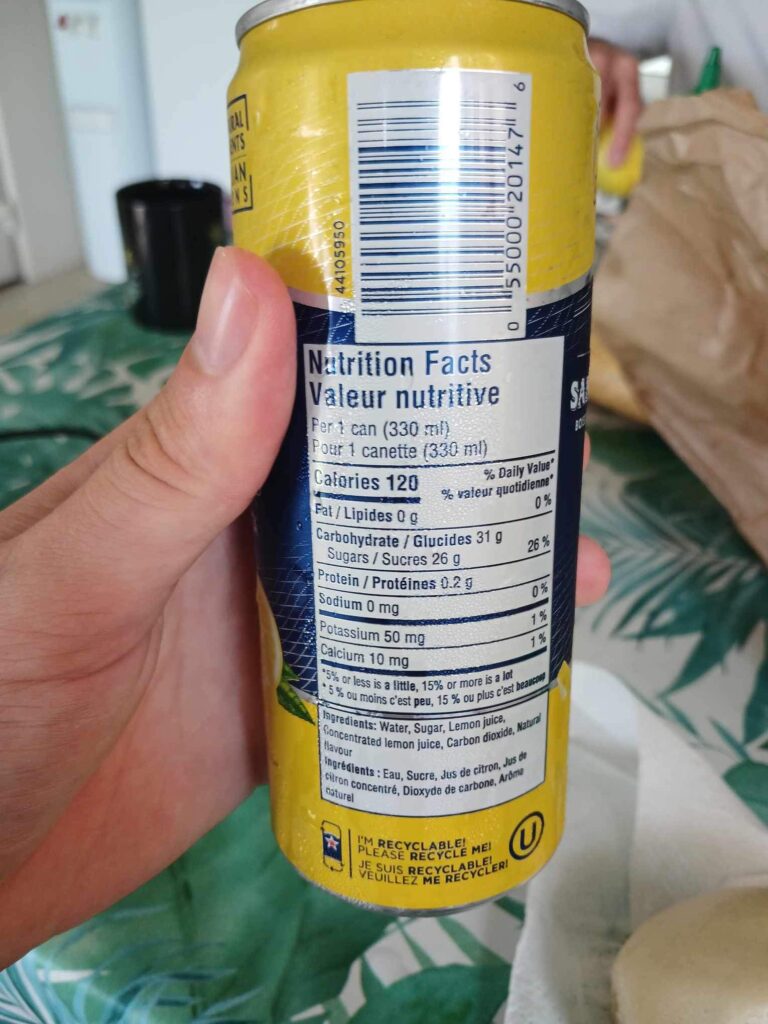 44105950
0 55000 20147 6
Nutrition Facts
Valeur nutritive
Per 1 can (330 ml)
Pour 1 canette (330 ml)
Calories 120
% Daily Value*
% valeur quotidienne*
Fat / Lipides 0 g 0 %
Carbohydrate / Glucides 31 g
Sugars / Sucres 26 g 26 %
Protein / Protéines 0.2 g
Sodium 0 mg 0 %
Potassium 50 mg 1 %
Calcium 10 mg 1 %
*5% or less is a little, 15% or more is a lot
* 5 % ou moins c'est peu, 15 % ou plus c'est beaucoup
Ingredients: Water, Sugar, Lemon juice,
Concentrated lemon juice, Carbon dioxide, Natural
flavour
Ingrédients : Eau, Sucre, Jus de citron, Jus de
citron concentré, Dioxyde de carbone, Arôme
naturel
I'M RECYCLABLE!
PLEASE RECYCLE ME!
JE SUIS RECYCLABLE!
VEUILLEZ ME RECYCLER!
U